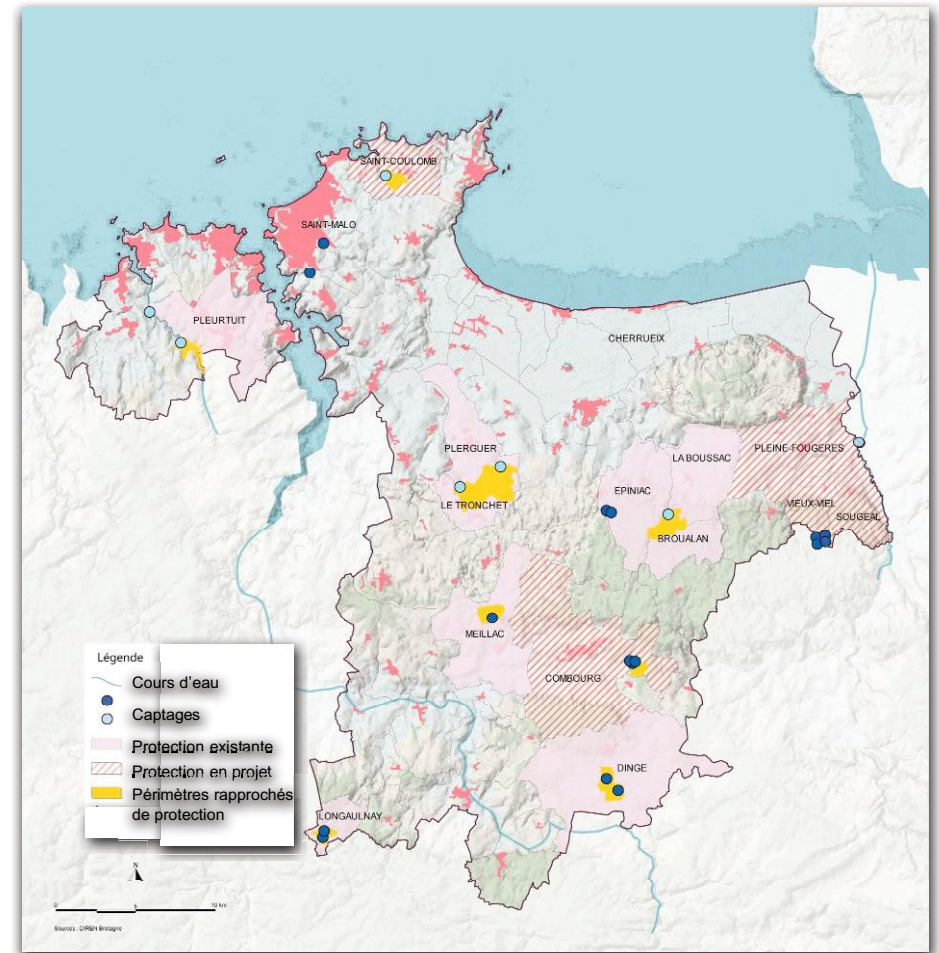 SAINT-COULOMB
SAINT-MALO
PLEURTUIT
CHERRUEIX
PLERGUER
LA BOUSSAC
PLEINE-FOUGERES
EPINIAC
LE TRONCHET
VIEUX-VIEL
SOUGEAL
BROUALAN
MEILLAC
COMBOURG
DINGE
LONGAULNAY
Légende
Cours d'eau
Captages
Protection existante
Protection en projet
Périmètres rapprochés
de protection
N
0 5 10 km
Sources : DIREN Bretagne